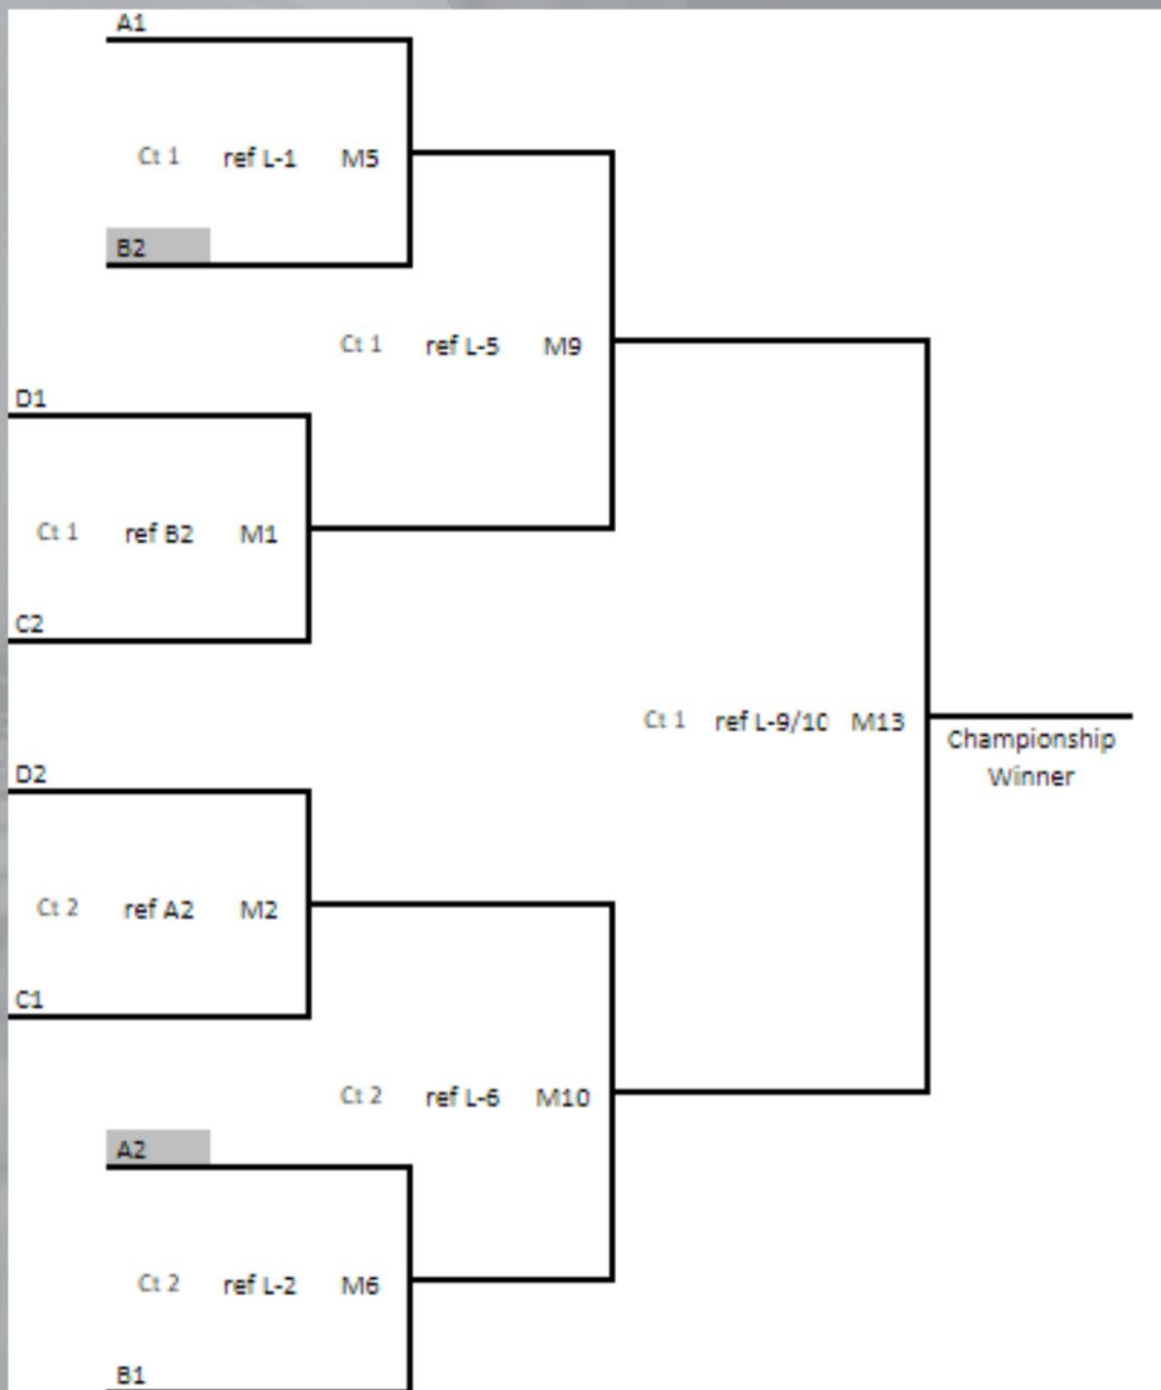 A1
Ct 1 ref L-1 M5
B2
Ct 1 ref L-5 M9
D1
Ct 1 ref B2 M1
C2
Ct 1 ref L-9/10 M13
Championship
Winner
D2
Ct 2 ref A2 M2
C1
Ct 2 ref L-6 M10
A2
Ct 2 ref L-2 M6
B1